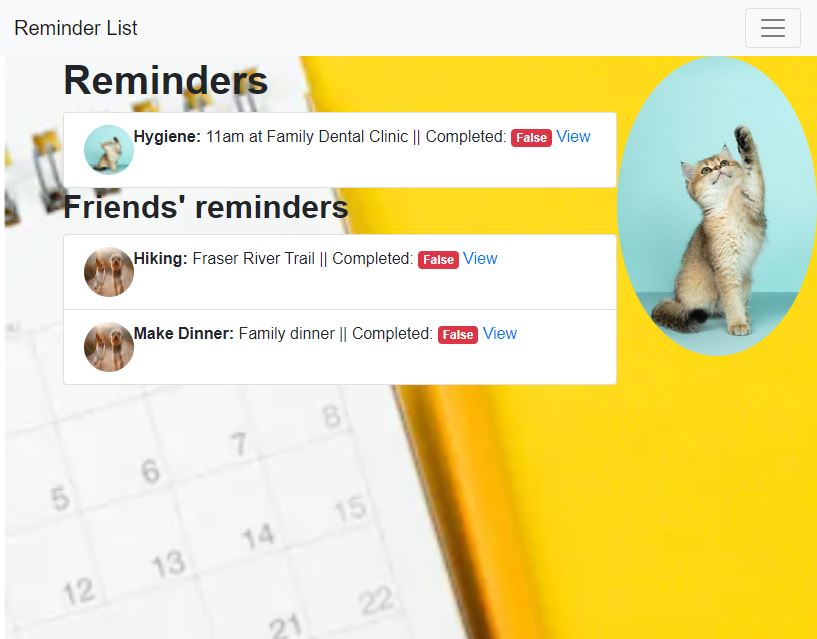 Reminder List
Reminders
Hygiene: 11am at Family Dental Clinic || Completed: False View
Friends' reminders
Hiking: Fraser River Trail || Completed: False View
Make Dinner: Family dinner || Completed: False View
8
7
6
5
15
14
13
12
22
21